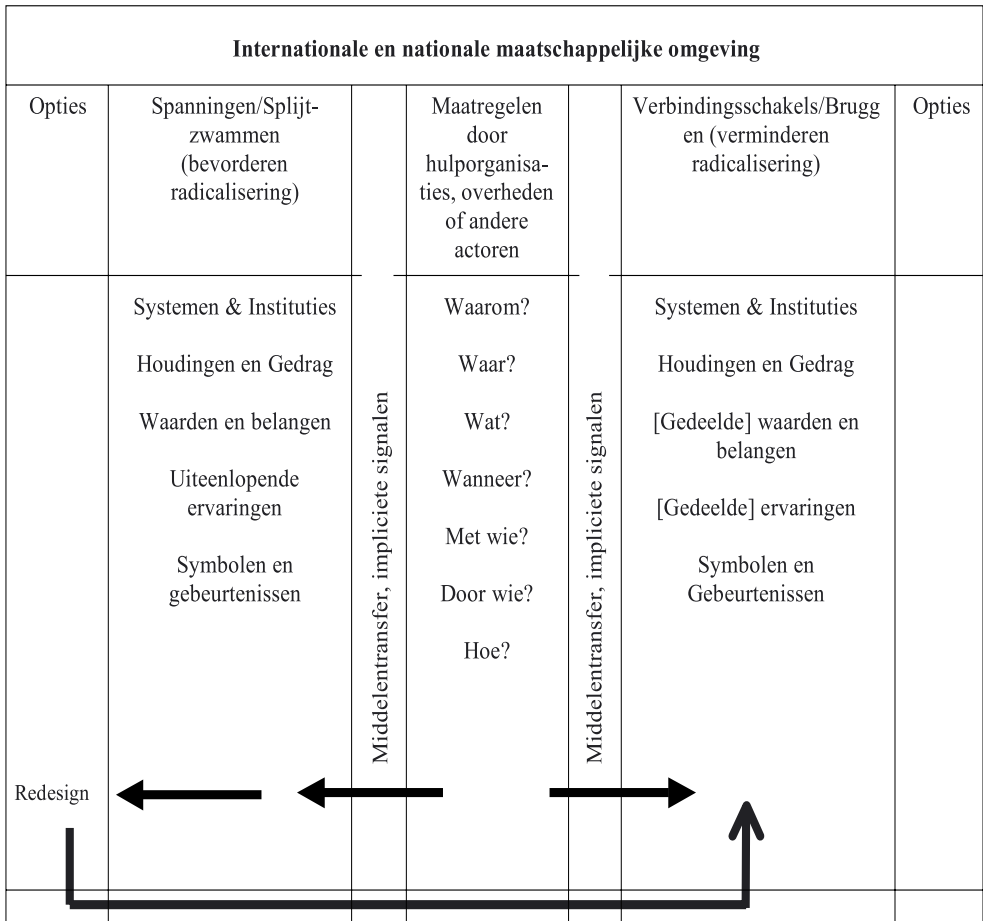 Internationale en nationale maatschappelijke omgeving
Opties
Spanningen/Splijt-
zwammen
(bevorderen
radicalisering)
Maatregelen
door
hulporganisa-
ties, overheden
of andere
actoren
Verbindingsschakels/Brugg
en (verminderen
radicalisering)
Opties
Systemen & Instituties
Houdingen en Gedrag
Waarden en belangen
Uiteenlopende
ervaringen
Symbolen en
gebeurtenissen
Middelentransfer, impliciete signalen
Waarom?
Waar?
Wat?
Wanneer?
Met wie?
Door wie?
Hoe?
Middelentransfer, impliciete signalen
Systemen & Instituties
Houdingen en Gedrag
[Gedeelde] waarden en
belangen
[Gedeelde] ervaringen
Symbolen en
Gebeurtenissen
Redesign